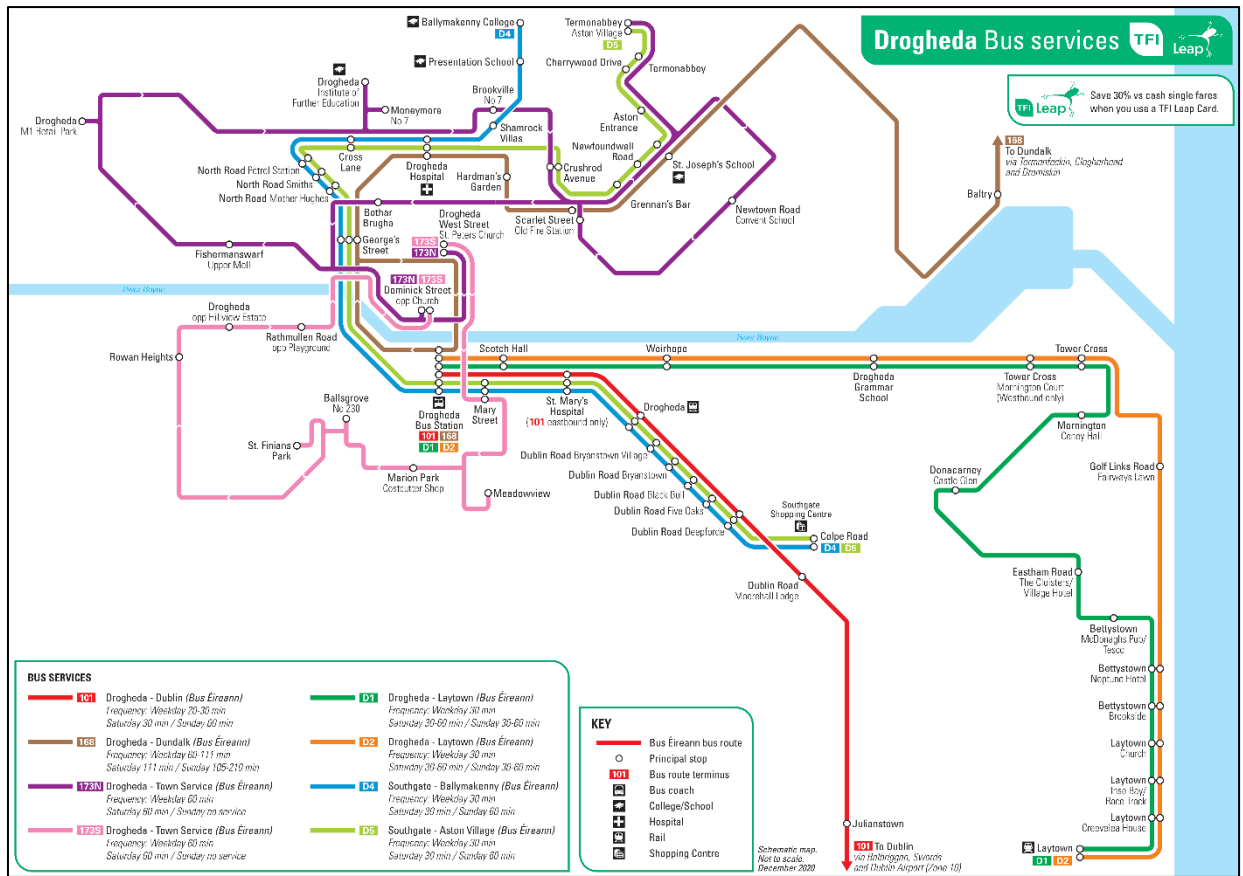 Drogheda Bus services
TFI
Leap
TFI
Leap
Save 30% vs cash single fares
when you use a TFI Leap Card.
Ballymakenny College
D4
Presentation School
Termonabbey
Aston Village
D5
Cherrywood Drive
Termonabbey
Drogheda
Institute of
Further Education
Moneymore
No 7
Brookville
No 7
Shamrock
Villas
Aston
Entrance
Drogheda
M1 Retail Park
Cross
Lane
Drogheda
Hospital
Newfoundwell
Road
St. Joseph's School
168
To Dundalk
via Termonfeckin, Clogherhead
and Dromiskin
North Road Petrol Station
North Road Smiths
North Road Mother Hughes
Hardman's
Garden
Crushrod
Avenue
Baltry
Bothar
Brugha
Drogheda
West Street
St. Peters Church
Scarlet Street
Old Fire Station
Grennan's Bar
Newtown Road
Convent School
George's
Street
173S
173N
Fishermanswarf
Upper Moll
173N 173S
Dominick Street
opp Church
River Boyne
River Boyne
Drogheda
opp Hillview Estate
Rathmullen Road
opp Playground
Rowan Heights
Scotch Hall
Weirhope
Drogheda
Grammar
School
Tower Cross
Tower Cross
Mornington Court
(Westbound only)
Ballsgrove
No 230
St. Finians
Park
Drogheda
Bus Station
101 168
D1 D2
Mary
Street
St. Mary's
Hospital
(101 eastbound only)
Drogheda
Mornington
Coney Hall
Marion Park
Costcutter Shop
Meadowview
Dublin Road Bryanstown Village
Dublin Road Bryanstown
Dublin Road Black Bull
Dublin Road Five Oaks
Dublin Road Deepforde
Southgate
Shopping Centre
Colpe Road
D4 D5
Donacarney
Castle Glen
Golf Links Road
Fairways Lawn
Dublin Road
Moorehall Lodge
Eastham Road
The Cloisters/
Village Hotel
Bettystown
McDonaghs Pub/
Tesco
Bettystown
Neptune Hotel
Bettystown
Brookside
Laytown
Church
Laytown
Inse Bay/
Race Track
Laytown
Creevelea House
Laytown
D1 D2
Julianstown
101 To Dublin
via Balbriggan, Swords
and Dublin Airport (Zone 16)
BUS SERVICES
101 Drogheda - Dublin (Bus Éireann)
Frequency: Weekday 20-30 min
Saturday 30 min / Sunday 60 min
168 Drogheda - Dundalk (Bus Éireann)
Frequency: Weekday 60-111 min
Saturday 111 min / Sunday 105-210 min
173N Drogheda - Town Service (Bus Éireann)
Frequency: Weekday 60 min
Saturday 60 min / Sunday no service
173S Drogheda - Town Service (Bus Éireann)
Frequency: Weekday 60 min
Saturday 60 min / Sunday no service
D1 Drogheda - Laytown (Bus Éireann)
Frequency: Weekday 30 min
Saturday 30-60 min / Sunday 30-60 min
D2 Drogheda - Laytown (Bus Éireann)
Frequency: Weekday 30 min
Saturday 30-60 min / Sunday 30-60 min
D4 Southgate - Ballymakenny (Bus Éireann)
Frequency: Weekday 30 min
Saturday 30 min / Sunday 60 min
D5 Southgate - Aston Village (Bus Éireann)
Frequency: Weekday 30 min
Saturday 30 min / Sunday 60 min
KEY
Bus Éireann bus route
Principal stop
101 Bus route terminus
Bus coach
College/School
Hospital
Rail
Shopping Centre
Schematic map.
Not to scale.
December 2020